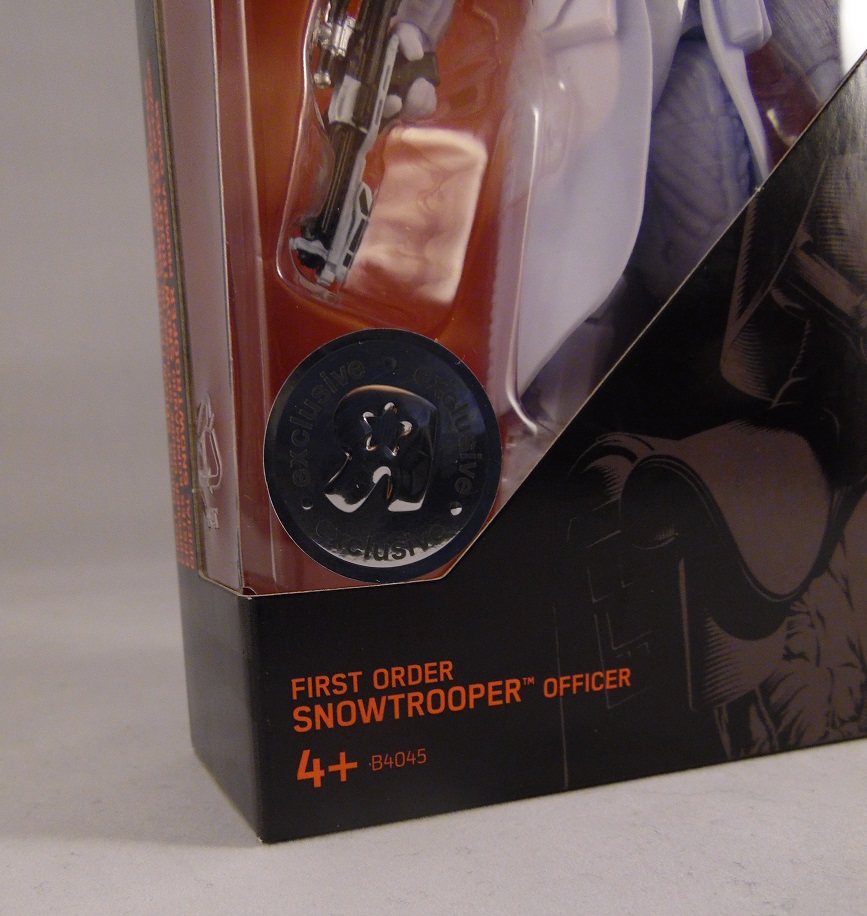 exclusive
exclusive
R
exclusive
FIRST ORDER
SNOWTROOPER™ OFFICER
4+ B4045